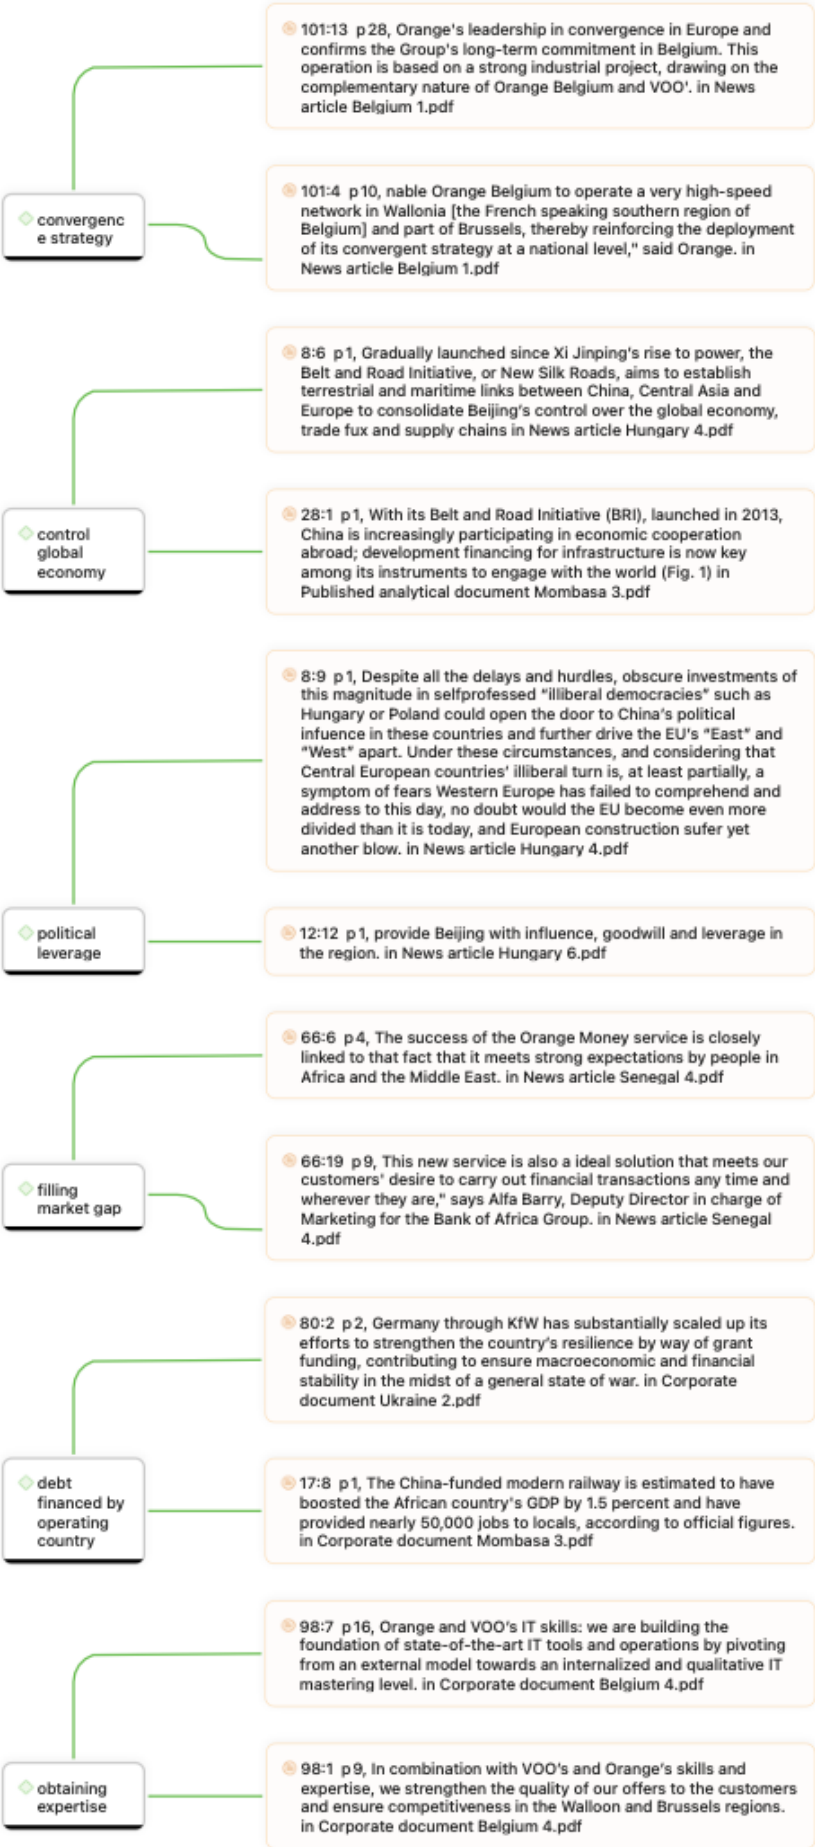 101:13 p 28, Orange's leadership in convergence in Europe and
confirms the Group's long-term commitment in Belgium. This
operation is based on a strong industrial project, drawing on the
complementary nature of Orange Belgium and VOO'. in News
article Belgium 1.pdf
convergenc
e strategy
101:4 p 10, nable Orange Belgium to operate a very high-speed
network in Wallonia [the French speaking southern region of
Belgium] and part of Brussels, thereby reinforcing the deployment
of its convergent strategy at a national level," said Orange. in
News article Belgium 1.pdf
8:6 p 1, Gradually launched since Xi Jinping's rise to power, the
Belt and Road Initiative, or New Silk Roads, aims to establish
terrestrial and maritime links between China, Central Asia and
Europe to consolidate Beijing's control over the global economy,
trade fux and supply chains in News article Hungary 4.pdf
control
global
economy
28:1 p 1, With its Belt and Road Initiative (BRI), launched in 2013,
China is increasingly participating in economic cooperation
abroad; development financing for infrastructure is now key
among its instruments to engage with the world (Fig. 1) in
Published analytical document Mombasa 3.pdf
8:9 p 1, Despite all the delays and hurdles, obscure investments of
this magnitude in selfprofessed "illiberal democracies" such as
Hungary or Poland could open the door to China's political
infuence in these countries and further drive the EU's "East" and
"West" apart. Under these circumstances, and considering that
Central European countries' illiberal turn is, at least partially, a
symptom of fears Western Europe has failed to comprehend and
address to this day, no doubt would the EU become even more
divided than it is today, and European construction sufer yet
another blow. in News article Hungary 4.pdf
political
leverage
12:12 p 1, provide Beijing with influence, goodwill and leverage in
the region. in News article Hungary 6.pdf
66:6 p 4, The success of the Orange Money service is closely
linked to that fact that it meets strong expectations by people in
Africa and the Middle East. in News article Senegal 4.pdf
filling
market gap
66:19 p 9, This new service is also a ideal solution that meets our
customers' desire to carry out financial transactions any time and
wherever they are," says Alfa Barry, Deputy Director in charge of
Marketing for the Bank of Africa Group. in News article Senegal
4.pdf
80:2 p 2, Germany through KfW has substantially scaled up its
efforts to strengthen the country's resilience by way of grant
funding, contributing to ensure macroeconomic and financial
stability in the midst of a general state of war. in Corporate
document Ukraine 2.pdf
debt
financed by
operating
country
17:8 p 1, The China-funded modern railway is estimated to have
boosted the African country's GDP by 1.5 percent and have
provided nearly 50,000 jobs to locals, according to official figures.
in Corporate document Mombasa 3.pdf
98:7 p 16, Orange and VOO's IT skills: we are building the
foundation of state-of-the-art IT tools and operations by pivoting
from an external model towards an internalized and qualitative IT
mastering level. in Corporate document Belgium 4.pdf
obtaining
expertise
98:1 p 9, In combination with VOO's and Orange's skills and
expertise, we strengthen the quality of our offers to the customers
and ensure competitiveness in the Walloon and Brussels regions.
in Corporate document Belgium 4.pdf